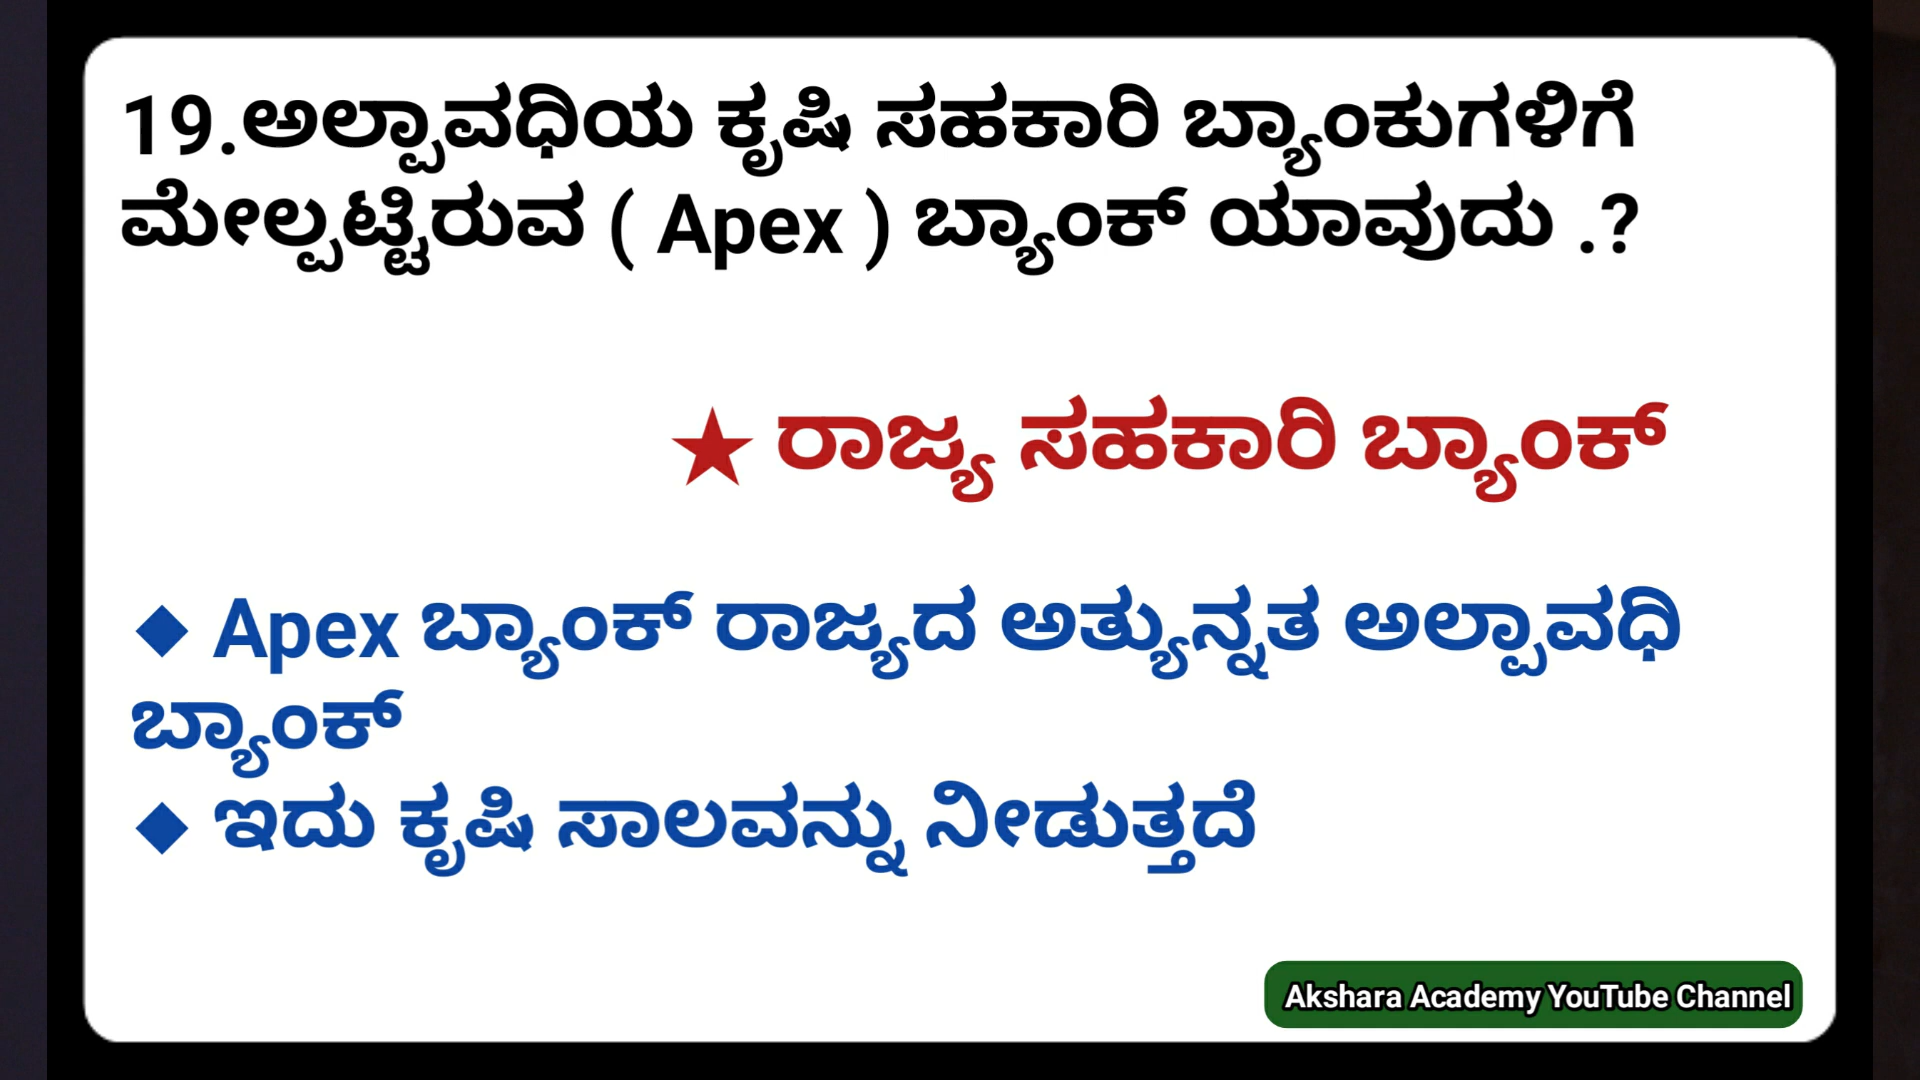 19.ಅಲ್ಪಾವಧಿಯ ಕೃಷಿ ಸಹಕಾರಿ ಬ್ಯಾಂಕುಗಳಿಗೆ
ಮೇಲ್ಪಟ್ಟಿರುವ ( Apex ) ಬ್ಯಾಂಕ್ ಯಾವುದು .?
★ ರಾಜ್ಯ ಸಹಕಾರಿ ಬ್ಯಾಂಕ್
◆ Apex ಬ್ಯಾಂಕ್ ರಾಜ್ಯದ ಅತ್ಯುನ್ನತ ಅಲ್ಪಾವಧಿ
ಬ್ಯಾಂಕ್
◆ ಇದು ಕೃಷಿ ಸಾಲವನ್ನು ನೀಡುತ್ತದೆ
Akshara Academy YouTube Channel